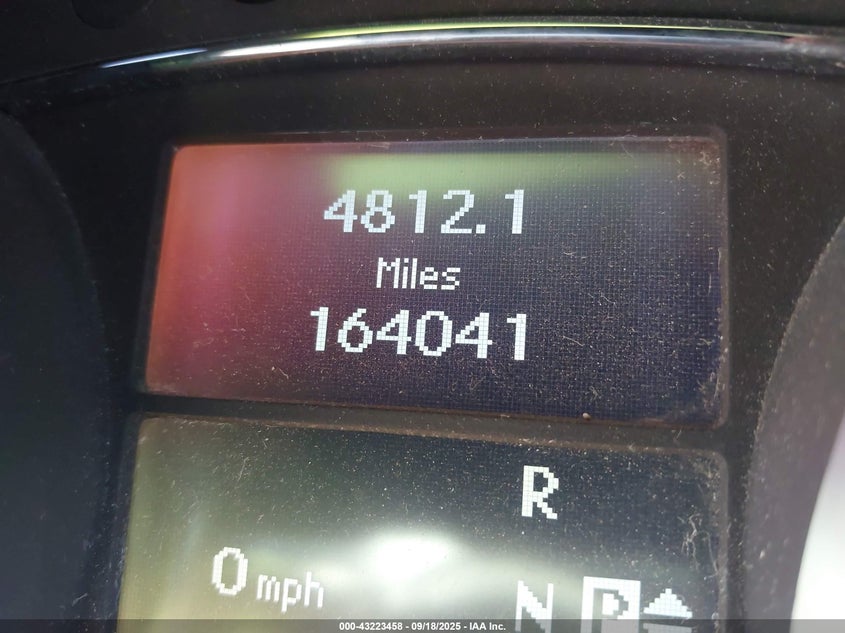 4812.1
Miles
164041
R
0 mph
N P
000-43223458 - 09/18/2025 - IAA Inc.